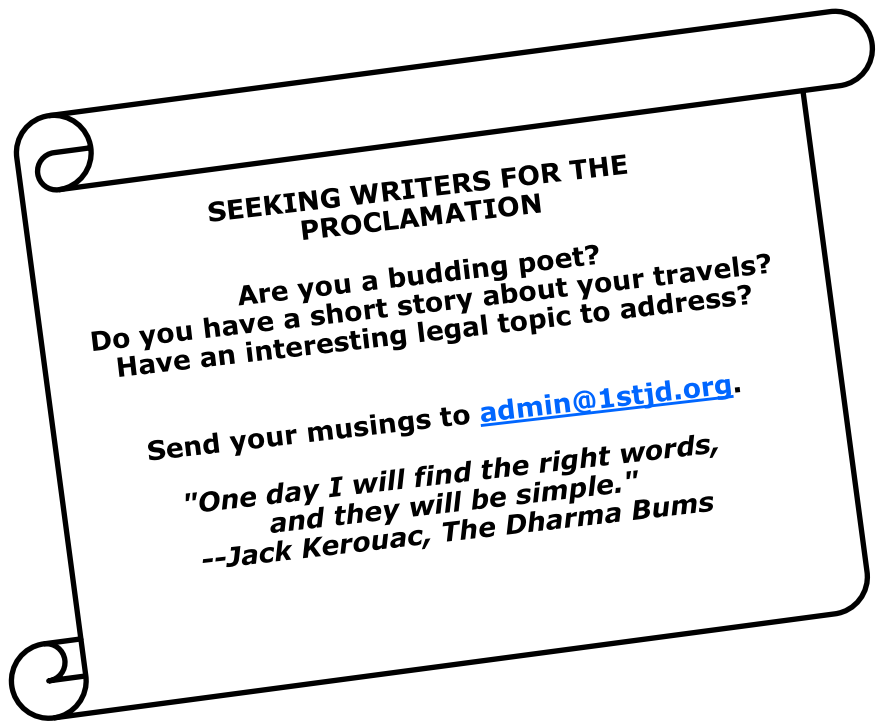 SEEKING WRITERS FOR THE
PROCLAMATION
Are you a budding poet?
Do you have a short story about your travels?
Have an interesting legal topic to address?
Send your musings to admin@1stjd.org.
"One day I will find the right words,
and they will be simple."
--Jack Kerouac, The Dharma Bums